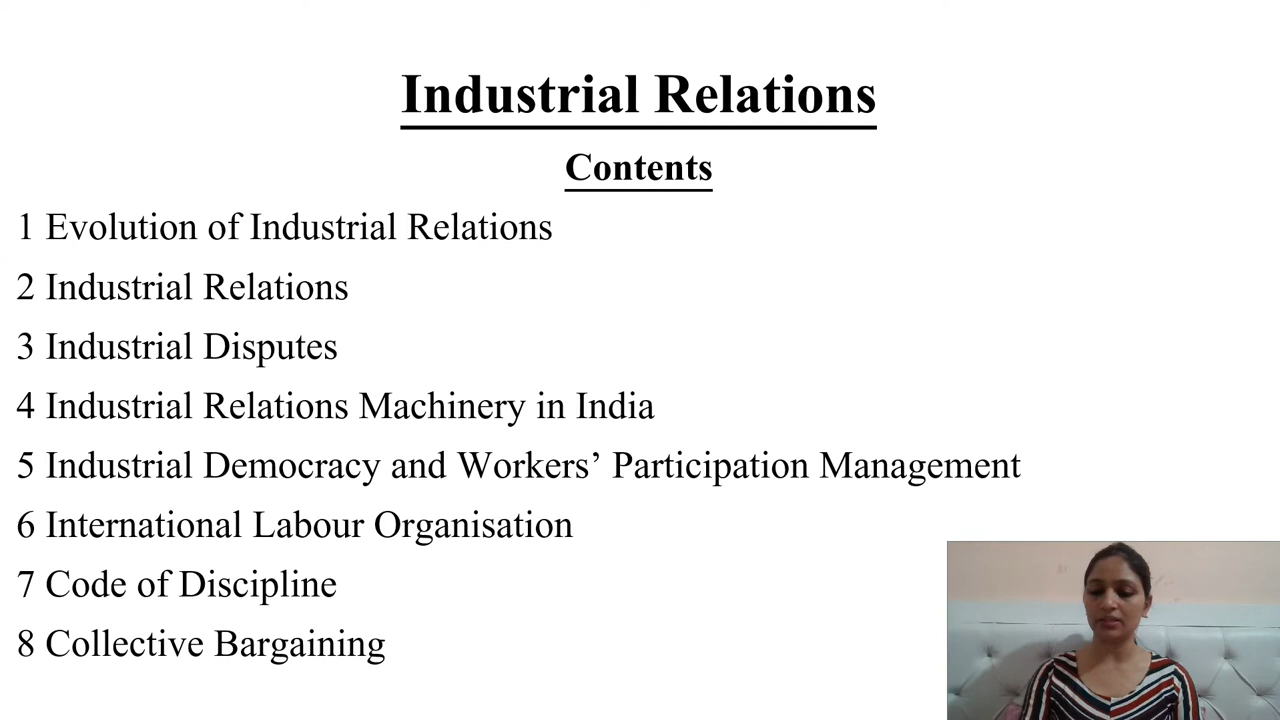 Industrial Relations
Contents
1 Evolution of Industrial Relations
2 Industrial Relations
3 Industrial Disputes
4 Industrial Relations Machinery in India
5 Industrial Democracy and Workers’ Participation Management
6 International Labour Organisation
7 Code of Discipline
8 Collective Bargaining